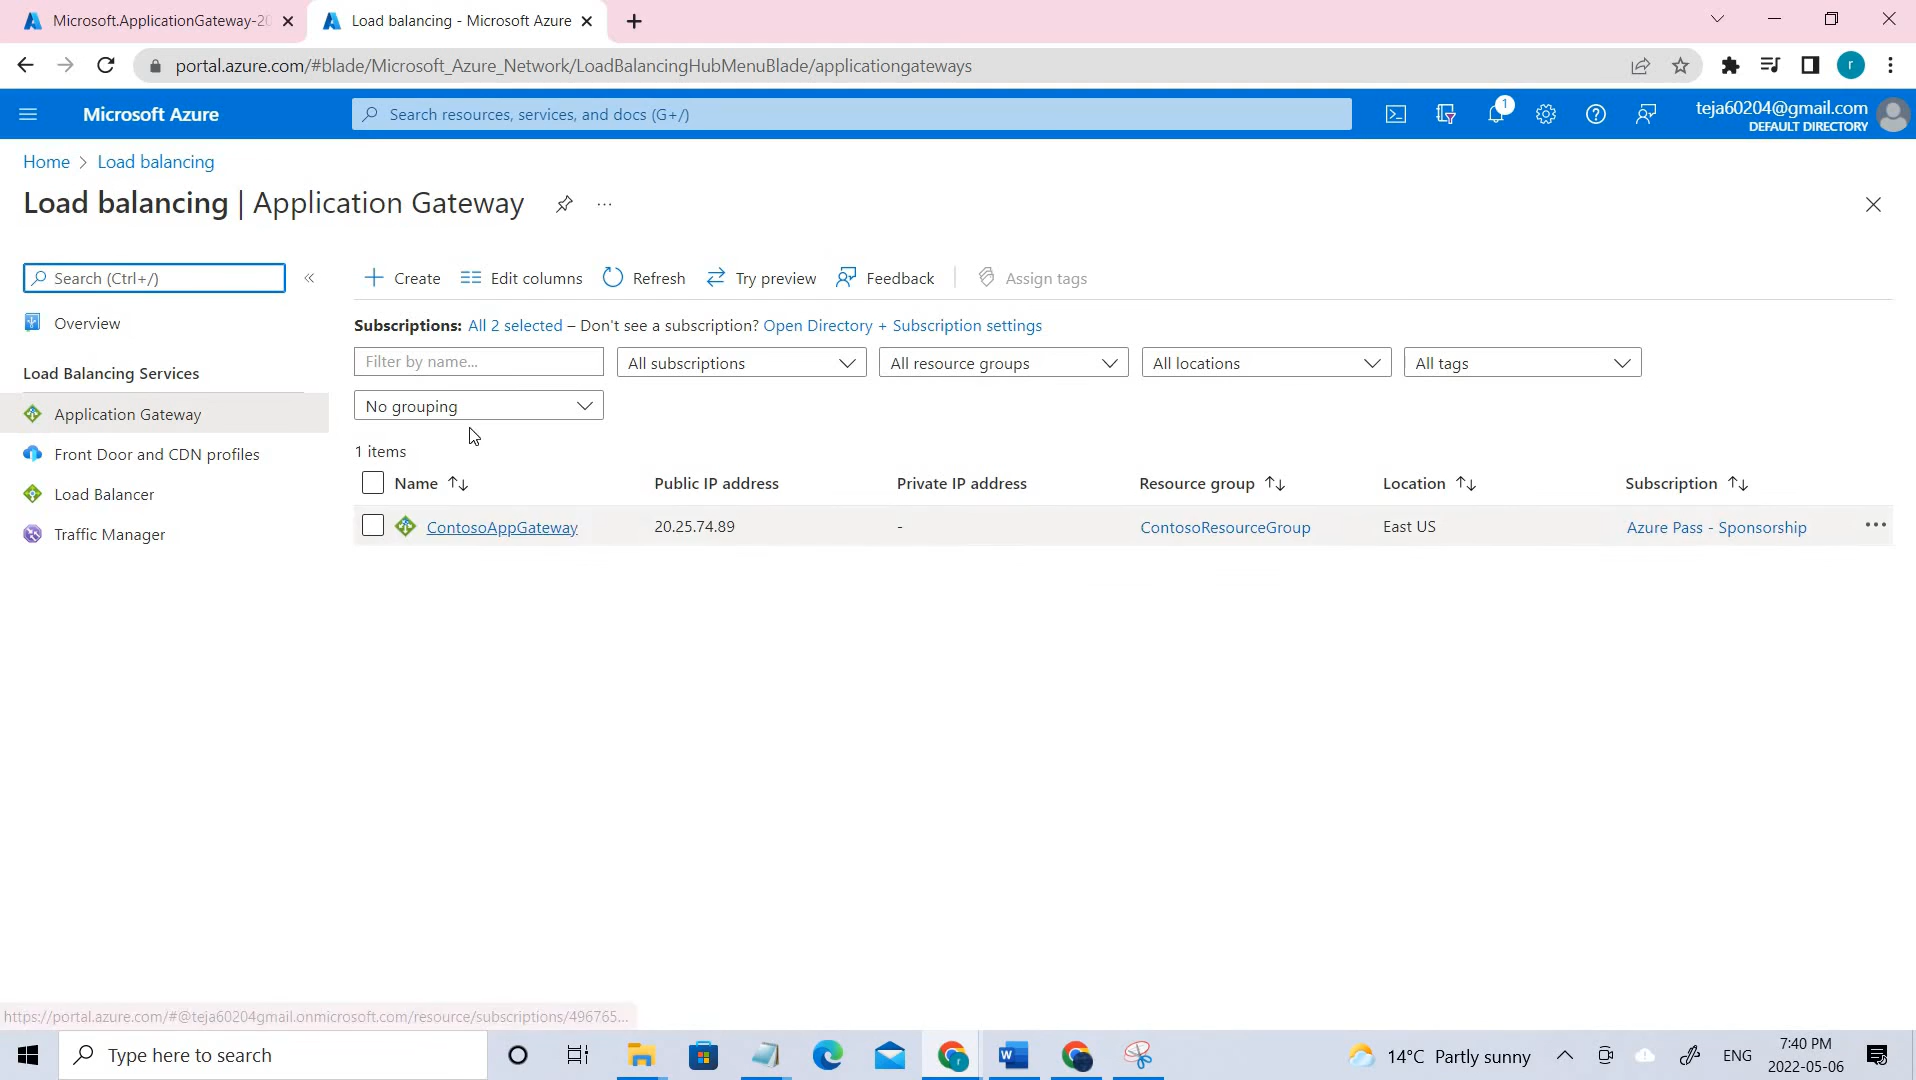 Microsoft.ApplicationGateway-20
Load balancing - Microsoft Azure
portal.azure.com/#blade/Microsoft_Azure_Network/LoadBalancingHubMenuBlade/applicationgateways
r
Microsoft Azure
Search resources, services, and docs (G+/)
1
teja60204@gmail.com
DEFAULT DIRECTORY
Home > Load balancing
Load balancing | Application Gateway
Search (Ctrl+/)
Overview
Load Balancing Services
Application Gateway
Front Door and CDN profiles
Load Balancer
Traffic Manager
Create Edit columns Refresh Try preview Feedback Assign tags
Subscriptions: All 2 selected – Don't see a subscription? Open Directory + Subscription settings
Filter by name... All subscriptions All resource groups All locations All tags
No grouping
1 items
Name Public IP address Private IP address Resource group Location Subscription
ContosoAppGateway 20.25.74.89 - ContosoResourceGroup East US Azure Pass - Sponsorship
https://portal.azure.com/#@teja60204gmail.onmicrosoft.com/resource/subscriptions/496765...
Type here to search
14°C Partly sunny
ENG
7:40 PM
2022-05-06